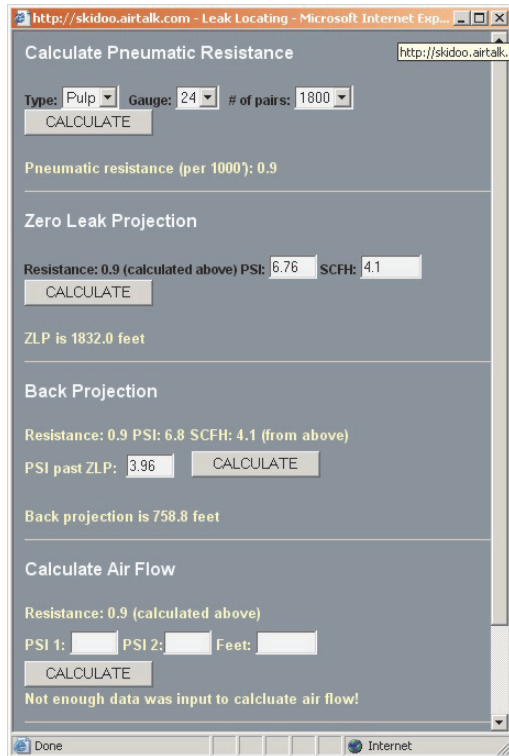 http://skidoo.airtalk.com - Leak Locating - Microsoft Internet Exp...
Calculate Pneumatic Resistance
http://skidoo.airtalk.
Type: Pulp Gauge: 24 # of pairs: 1800
CALCULATE
Pneumatic resistance (per 1000'): 0.9
Zero Leak Projection
Resistance: 0.9 (calculated above) PSI: 6.76 SCFH: 4.1
CALCULATE
ZLP is 1832.0 feet
Back Projection
Resistance: 0.9 PSI: 6.8 SCFH: 4.1 (from above)
PSI past ZLP: 3.96 CALCULATE
Back projection is 758.8 feet
Calculate Air Flow
Resistance: 0.9 (calculated above)
PSI 1: PSI 2: Feet:
CALCULATE
Not enough data was input to calcluate air flow!
Done Internet